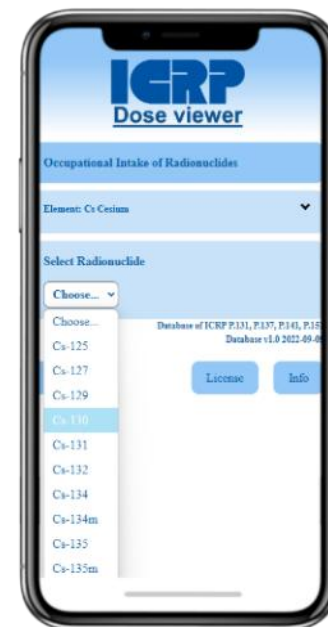 ICRP
Dose viewer
Occupational Intake of Radionuclides
Element: Cs Cesium
Select Radionuclide
Choose...
Choose...
Database of ICRP P.131, P.137, P.141, P.151
Database v1.0 2022-09-09
Cs-125
Cs-127
Cs-129
License
Info
Cs-130
Cs-131
Cs-132
Cs-134
Cs-134m
Cs-135
Cs-135m